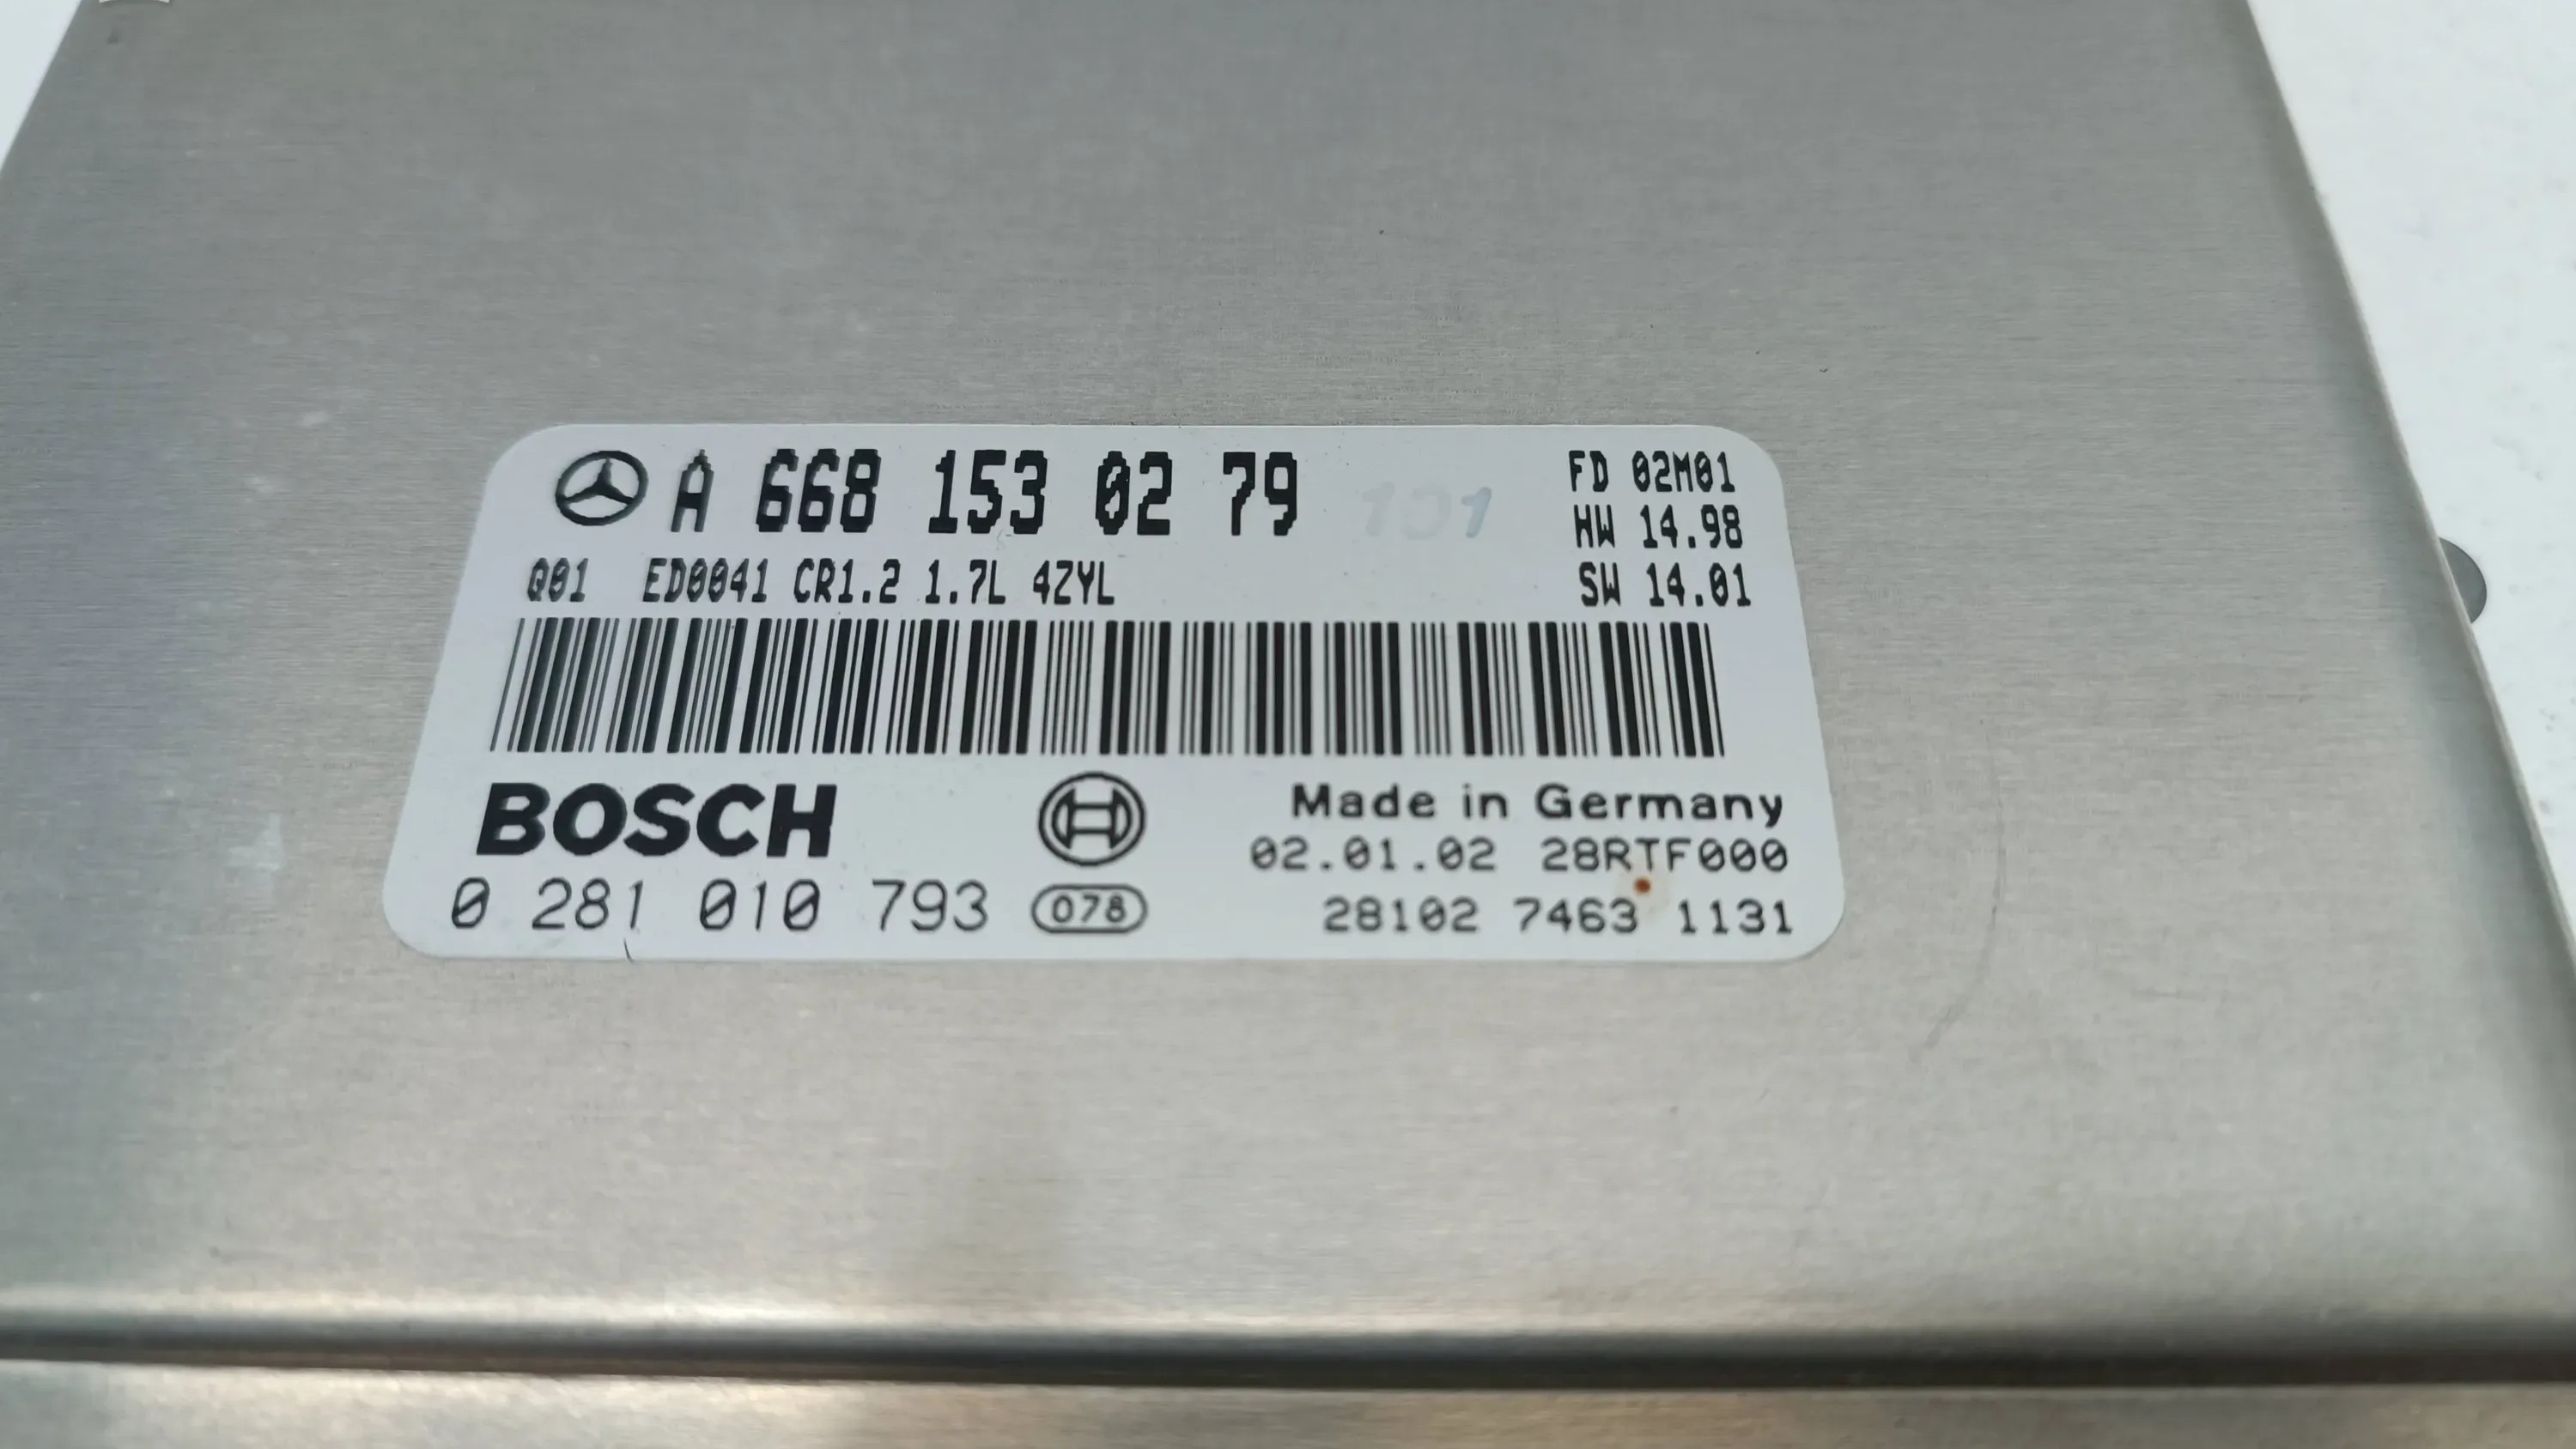 A 668 153 02 79 101
FD 02M01
HW 14.98
Q01 ED0041 CR1.2 1.7L 4ZYL
SW 14.01
BOSCH
Made in Germany
02.01.02 28RTF000
0 281 010 793 078
28102 7463 1131